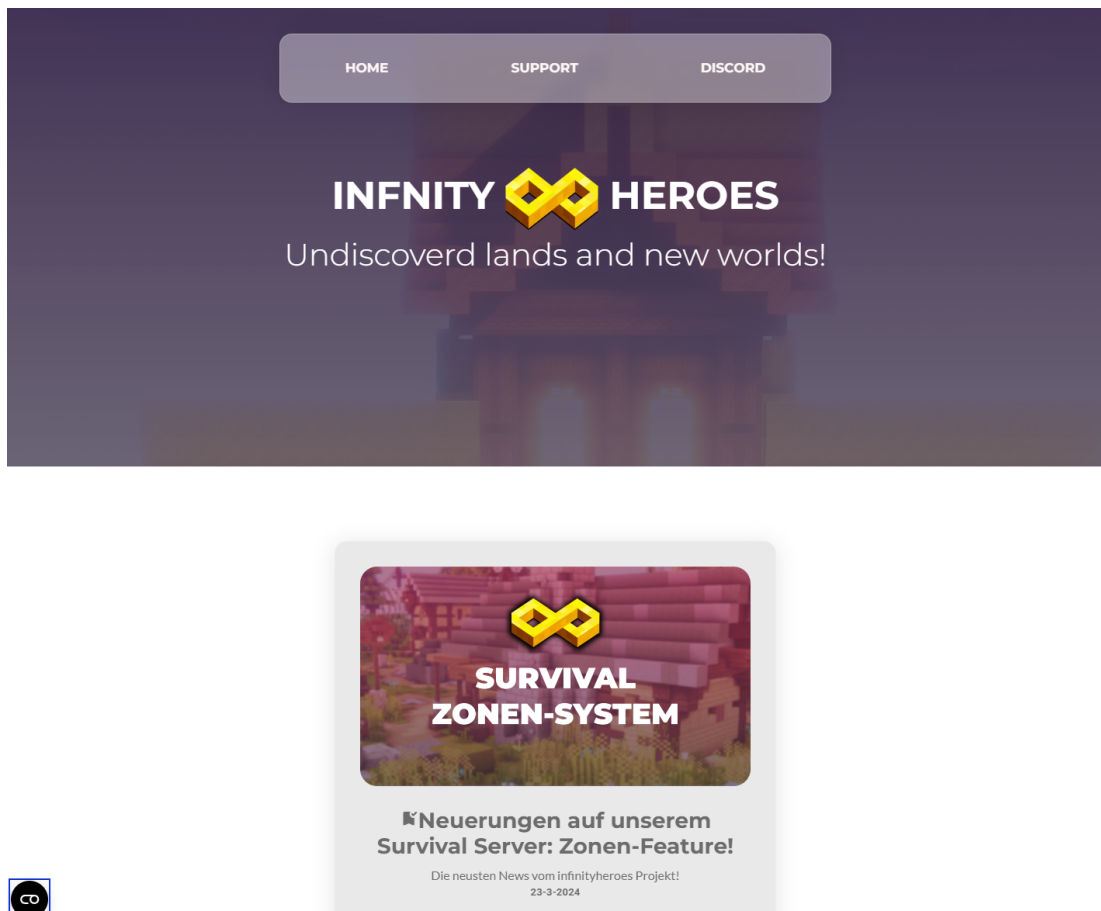 HOME SUPPORT DISCORD
INFNITY HEROES
Undiscoverd lands and new worlds!
SURVIVAL
ZONEN-SYSTEM
Neuerungen auf unserem
Survival Server: Zonen-Feature!
Die neusten News vom infinityheroes Projekt!
23-3-2024